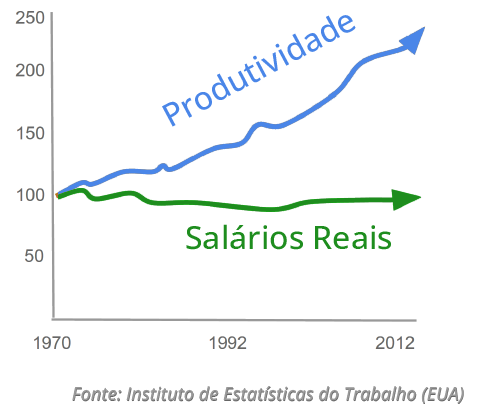 250
Produtividade
200
150
100
Salários Reais
50
1970 1992 2012
Fonte: Instituto de Estatísticas do Trabalho (EUA)